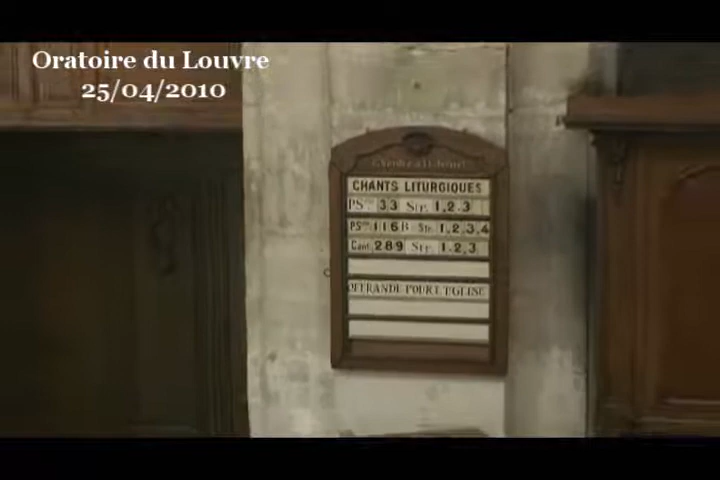 Oratoire du Louvre
25/04/2010
CHANTS LITURGIQUES
PS. 33 Str. 1,2,3
PS. 116B Str. 1,2,3,4
Cant. 289 Str. 1-2,3
OFFRANDE POUR L'EGLISE